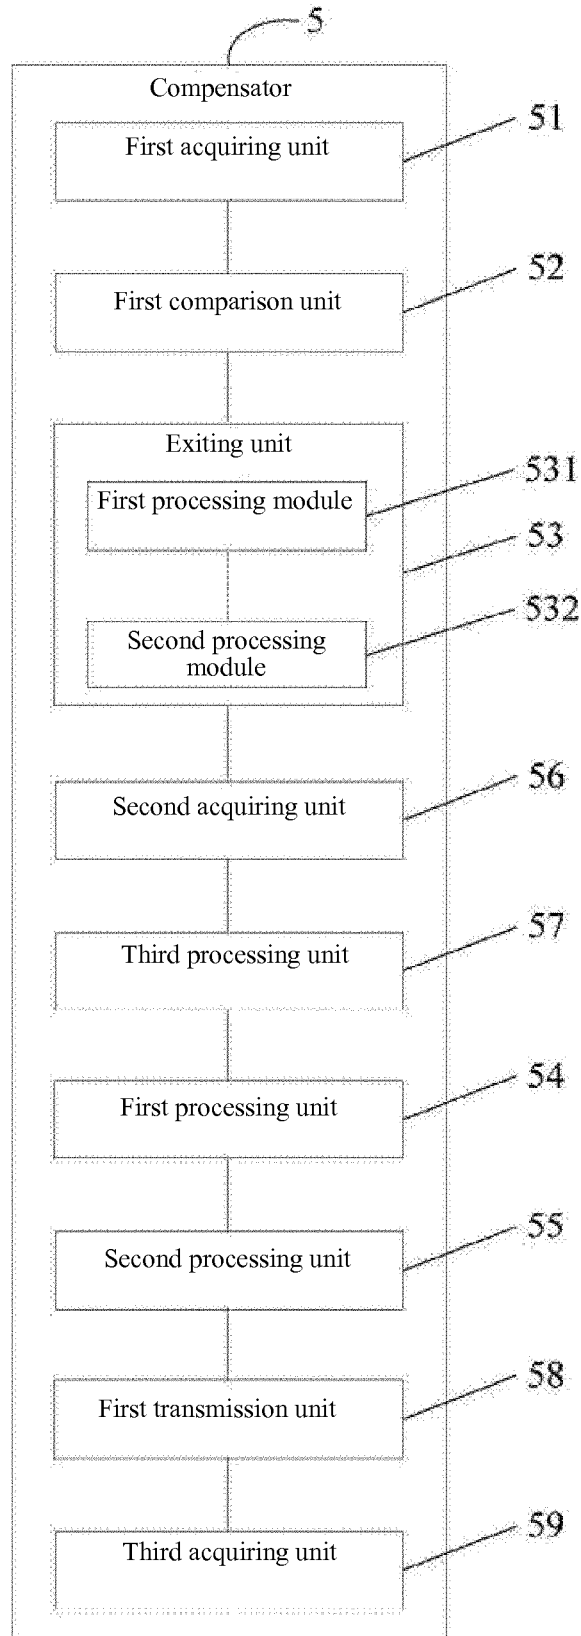 5
Compensator
First acquiring unit
51
First comparison unit
52
Exiting unit
First processing module
531
53
Second processing
module
532
Second acquiring unit
56
Third processing unit
57
First processing unit
54
Second processing unit
55
First transmission unit
58
Third acquiring unit
59